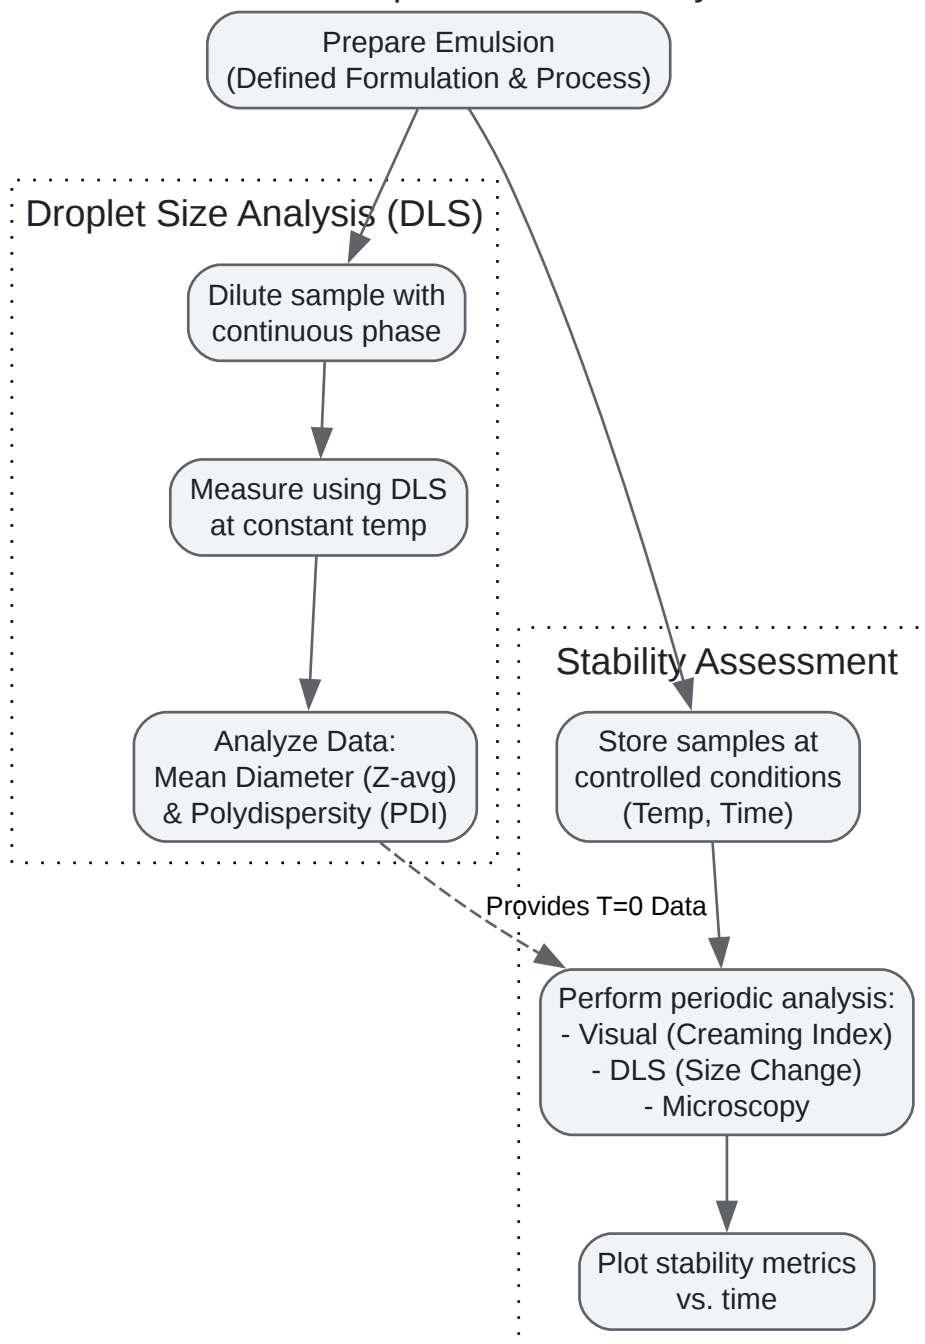 Prepare Emulsion
(Defined Formulation & Process)
Droplet Size Analysis (DLS)
Dilute sample with
continuous phase
Measure using DLS
at constant temp
Analyze Data:
Mean Diameter (Z-avg)
& Polydispersity (PDI)
Stability Assessment
Store samples at
controlled conditions
(Temp, Time)
Provides T=0 Data
Perform periodic analysis:
- Visual (Creaming Index)
- DLS (Size Change)
- Microscopy
Plot stability metrics
vs. time